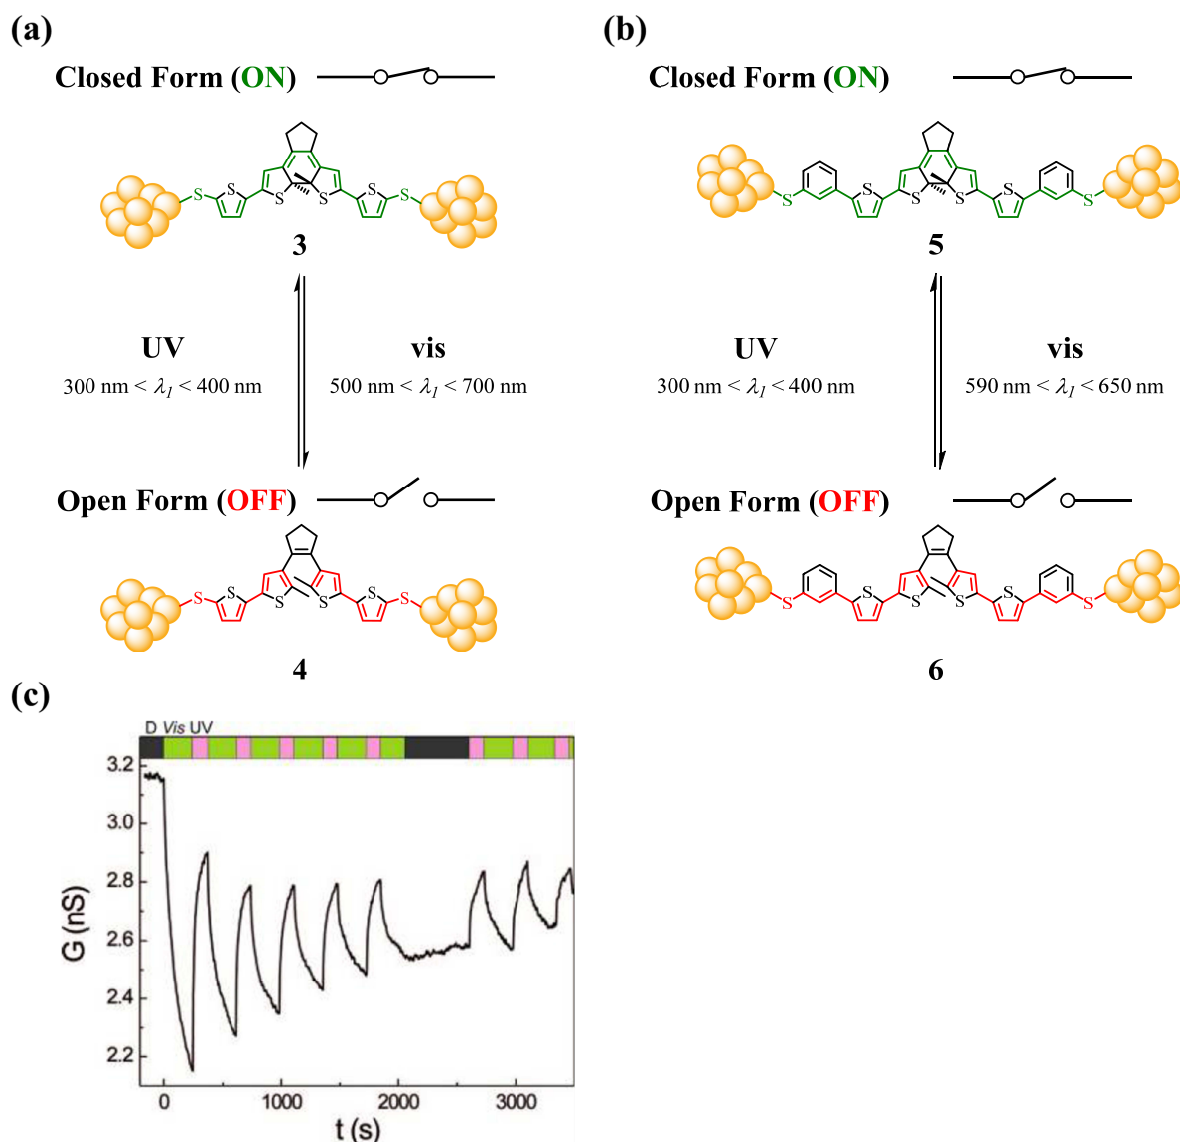 (a)
Closed Form (ON)
S S S S S S
3
UV
vis
300 nm < λ1 < 400 nm
500 nm < λ1 < 700 nm
Open Form (OFF)
S S S S S S
4
(b)
Closed Form (ON)
S S S S S S
5
UV
vis
300 nm < λ1 < 400 nm
590 nm < λ1 < 650 nm
Open Form (OFF)
S S S S S S
6
(c)
D Vis UV
3.2
3.0
2.8
2.6
2.4
2.2
G (nS)
0 1000 2000 3000
t (s)